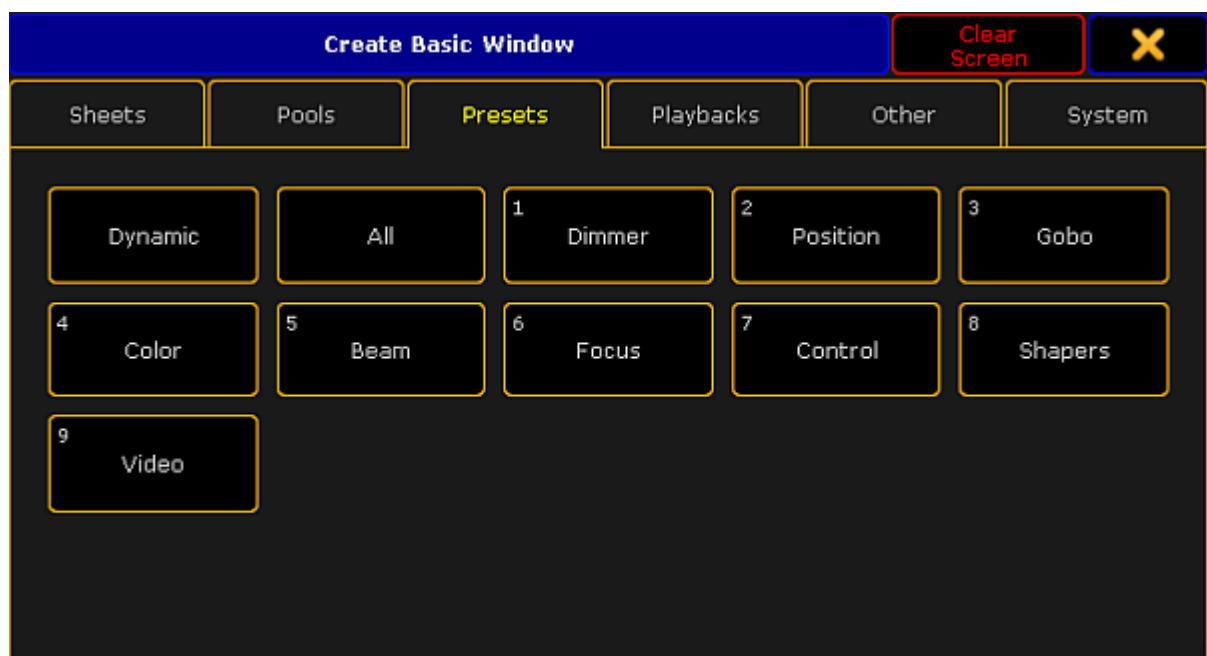 Create Basic Window
Clear
Screen
Sheets
Pools
Presets
Playbacks
Other
System
Dynamic
All
1
Dimmer
2
Position
3
Gobo
4
Color
5
Beam
6
Focus
7
Control
8
Shapers
9
Video